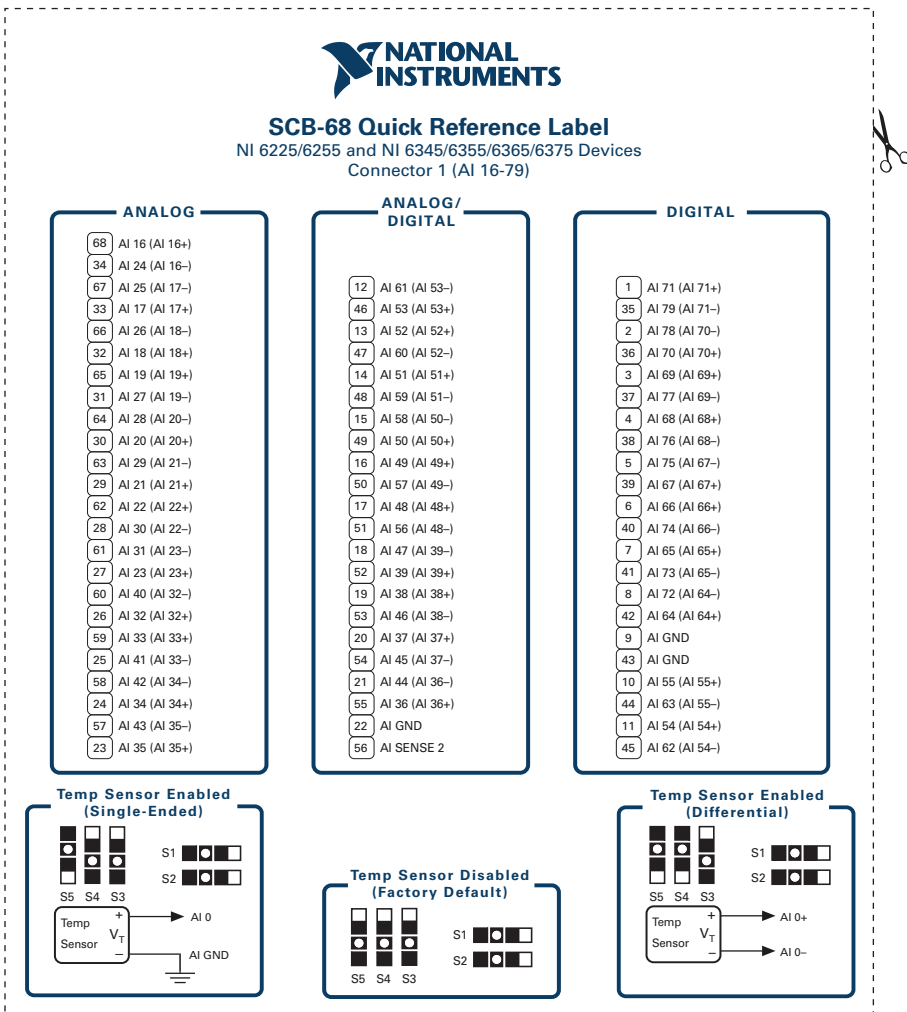 NATIONAL
INSTRUMENTS
SCB-68 Quick Reference Label
NI 6225/6255 and NI 6345/6355/6365/6375 Devices
Connector 1 (AI 16-79)
ANALOG
68 AI 16 (AI 16+)
34 AI 24 (AI 16–)
67 AI 25 (AI 17–)
33 AI 17 (AI 17+)
66 AI 26 (AI 18–)
32 AI 18 (AI 18+)
65 AI 19 (AI 19+)
31 AI 27 (AI 19–)
64 AI 28 (AI 20–)
30 AI 20 (AI 20+)
63 AI 29 (AI 21–)
29 AI 21 (AI 21+)
62 AI 22 (AI 22+)
28 AI 30 (AI 22–)
61 AI 31 (AI 23–)
27 AI 23 (AI 23+)
60 AI 40 (AI 32–)
26 AI 32 (AI 32+)
59 AI 33 (AI 33+)
25 AI 41 (AI 33–)
58 AI 42 (AI 34–)
24 AI 34 (AI 34+)
57 AI 43 (AI 35–)
23 AI 35 (AI 35+)
ANALOG/
DIGITAL
12 AI 61 (AI 53–)
46 AI 53 (AI 53+)
13 AI 52 (AI 52+)
47 AI 60 (AI 52–)
14 AI 51 (AI 51+)
48 AI 59 (AI 51–)
15 AI 58 (AI 50–)
49 AI 50 (AI 50+)
16 AI 49 (AI 49+)
50 AI 57 (AI 49–)
17 AI 48 (AI 48+)
51 AI 56 (AI 48–)
18 AI 47 (AI 39–)
52 AI 39 (AI 39+)
19 AI 38 (AI 38+)
53 AI 46 (AI 38–)
20 AI 37 (AI 37+)
54 AI 45 (AI 37–)
21 AI 44 (AI 36–)
55 AI 36 (AI 36+)
22 AI GND
56 AI SENSE 2
DIGITAL
1 AI 71 (AI 71+)
35 AI 79 (AI 71–)
2 AI 78 (AI 70–)
36 AI 70 (AI 70+)
3 AI 69 (AI 69+)
37 AI 77 (AI 69–)
4 AI 68 (AI 68+)
38 AI 76 (AI 68–)
5 AI 75 (AI 67–)
39 AI 67 (AI 67+)
6 AI 66 (AI 66+)
40 AI 74 (AI 66–)
7 AI 65 (AI 65+)
41 AI 73 (AI 65–)
8 AI 72 (AI 64–)
42 AI 64 (AI 64+)
9 AI GND
43 AI GND
10 AI 55 (AI 55+)
44 AI 63 (AI 55–)
11 AI 54 (AI 54+)
45 AI 62 (AI 54–)
Temp Sensor Enabled
(Single-Ended)
S1
S2
S5 S4 S3
Temp
Sensor
+
VT
–
AI 0
AI GND
Temp Sensor Disabled
(Factory Default)
S1
S2
S5 S4 S3
Temp Sensor Enabled
(Differential)
S1
S2
S5 S4 S3
Temp
Sensor
+
VT
–
AI 0+
AI 0–